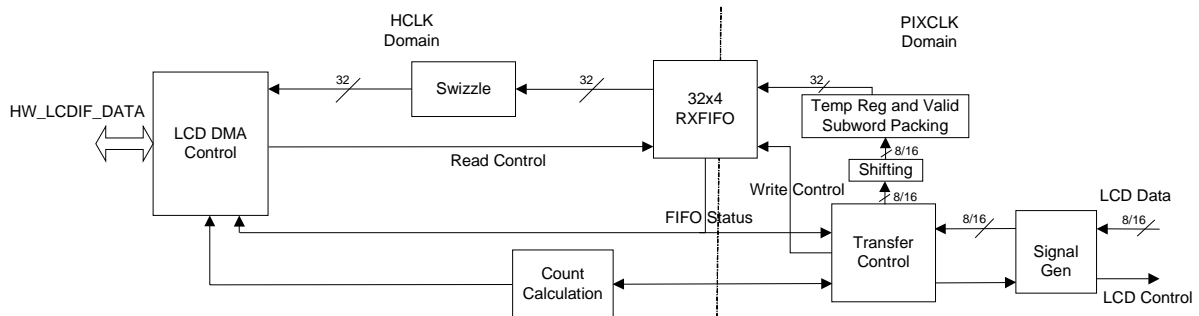 HCLK
Domain
PIXCLK
Domain
32
Swizzle
32
32x4
RXFIFO
32
Temp Reg and Valid
Subword Packing
HW_LCDIF_DATA
LCD DMA
Control
Read Control
8/16
Shifting
8/16
Write Control
FIFO Status
LCD Data
8/16
8/16
Transfer
Control
Signal
Gen
Count
Calculation
LCD Control